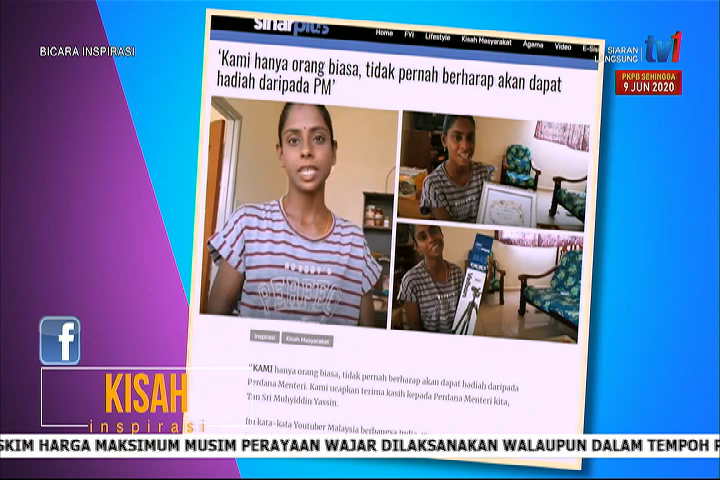 BICARA INSPIRASI
SIARAN
LANGSUNG
tv1
PKPB SEHINGGA
9 JUN 2020
sinarplus
Home FYI Lifestyle Kisah Masyarakat Agama Video
'Kami hanya orang biasa, tidak pernah berharap akan dapat
hadiah daripada PM'
NOBODY'S
PERFECT
Inspirasi Kisah Masyarakat
"KAMI hanya orang biasa, tidak pernah berharap akan dapat hadiah daripada
Perdana Menteri. Kami ucapkan terima kasih kepada Perdana Menteri kita,
Tan Sri Muhyiddin Yassin.
Itu kata-kata Youtuber Malaysia berbangsa India,
f
KISAH
inspirasi
SKIM HARGA MAKSIMUM MUSIM PERAYAAN WAJAR DILAKSANAKAN WALAUPUN DALAM TEMPOH P